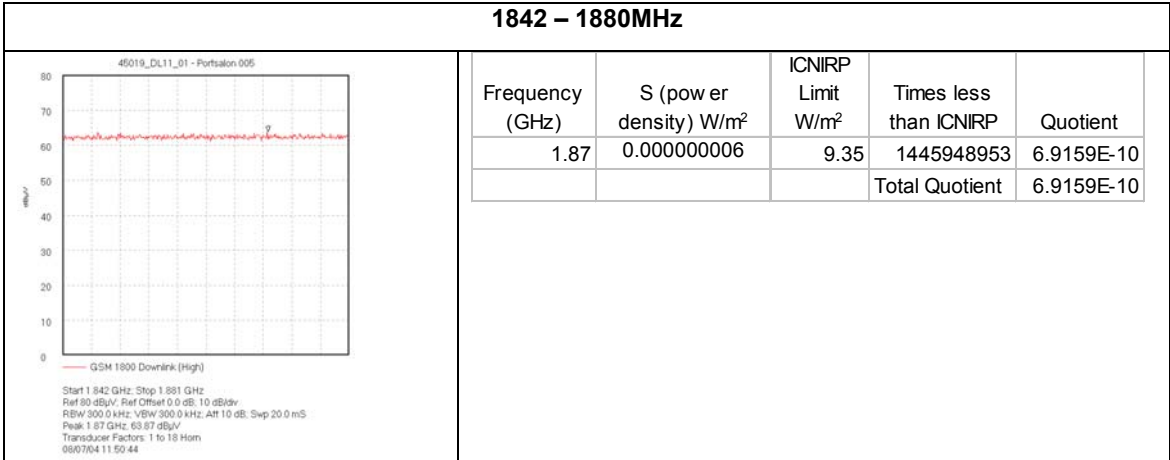 1842 – 1880MHz
45019_DL11_01 - Portsalon 005
80
70
60
50
40
30
20
10
0
dBµV
GSM 1800 Downlink (High)
Start 1.842 GHz; Stop 1.881 GHz
Ref 80 dBµV; Ref Offset 0.0 dB; 10 dB/div
RBW 300.0 kHz; VBW 300.0 kHz; Att 10 dB; Swp 20.0 mS
Peak 1.87 GHz, 63.87 dBµV
Transducer Factors: 1 to 18 Horn
08/07/04 11:50:44
Frequency (GHz) S (pow er density) W/m² ICNIRP Limit W/m² Times less than ICNIRP Quotient
1.87 0.000000006 9.35 1445948953 6.9159E-10
Total Quotient 6.9159E-10